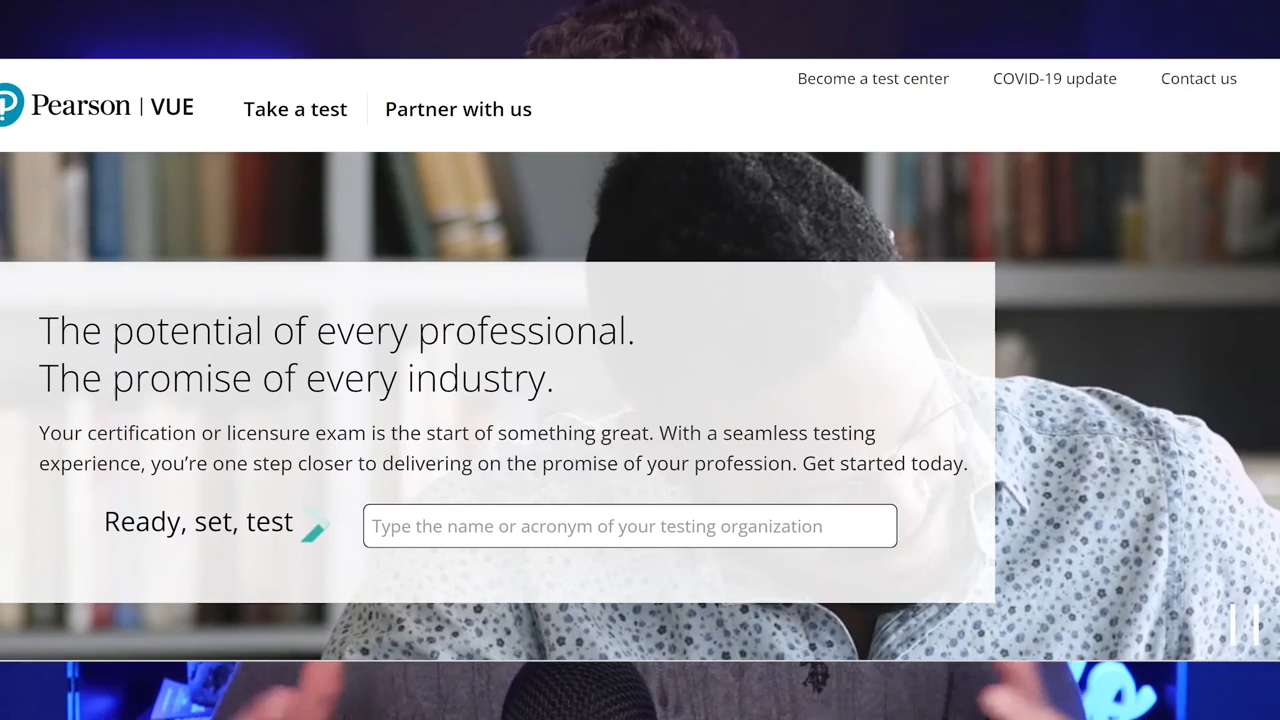 Become a test center COVID-19 update Contact us
Pearson | VUE Take a test Partner with us
The potential of every professional.
The promise of every industry.
Your certification or licensure exam is the start of something great. With a seamless testing
experience, you’re one step closer to delivering on the promise of your profession. Get started today.
Ready, set, test Type the name or acronym of your testing organization